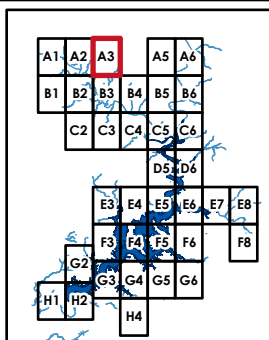 A1 A2 A3 A5 A6
B1 B2 B3 B4 B5 B6
C2 C3 C4 C5 C6
D5 D6
E3 E4 E5 E6 E7 E8
F3 F4 F5 F6 F8
G2
G3 G4 G5 G6
H1 H2
H4